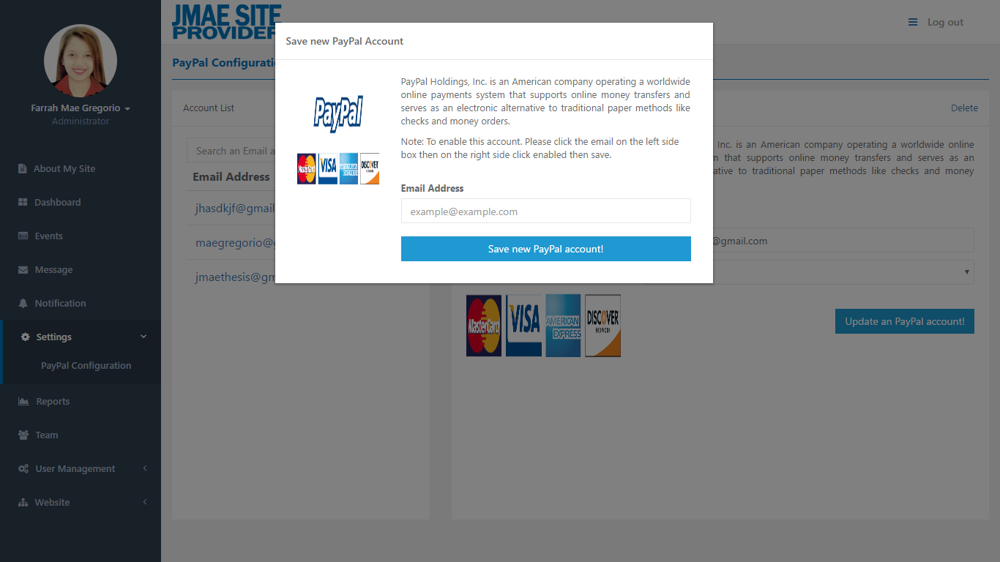 JMAE SITE
PROVIDER
Log out
Farrah Mae Gregorio
Administrator
About My Site
Dashboard
Events
Message
Notification
Settings
PayPal Configuration
Reports
Team
User Management
Website
PayPal Configuratio
Account List
Search an Email a
Email Address
jhasdkjf@gmail
maegregorio@g
jmaethesis@gm
Save new PayPal Account
PayPal
MasterCard
VISA
AMERICAN
EXPRESS
DISCOVER
NETWORK
PayPal Holdings, Inc. is an American company operating a worldwide
online payments system that supports online money transfers and
serves as an electronic alternative to traditional paper methods like
checks and money orders.
Note: To enable this account. Please click the email on the left side
box then on the right side click enabled then save.
Email Address
example@example.com
Save new PayPal account!
Delete
Inc. is an American company operating a worldwide online
that supports online money transfers and serves as an
ative to traditional paper methods like checks and money
@gmail.com
MasterCard
VISA
AMERICAN
EXPRESS
DISCOVER
NETWORK
Update an PayPal account!